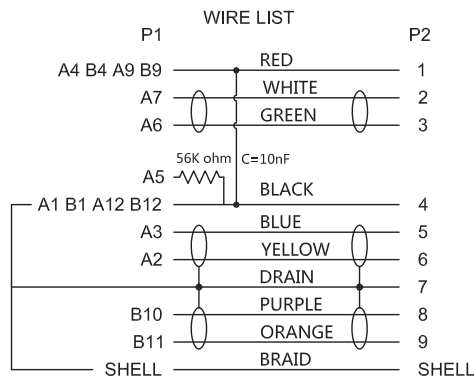 WIRE LIST
P1 P2
A4 B4 A9 B9 RED 1
A7 WHITE 2
A6 GREEN 3
56K ohm C=10nF
A5
A1 B1 A12 B12 BLACK 4
A3 BLUE 5
A2 YELLOW 6
DRAIN 7
B10 PURPLE 8
B11 ORANGE 9
SHELL BRAID SHELL